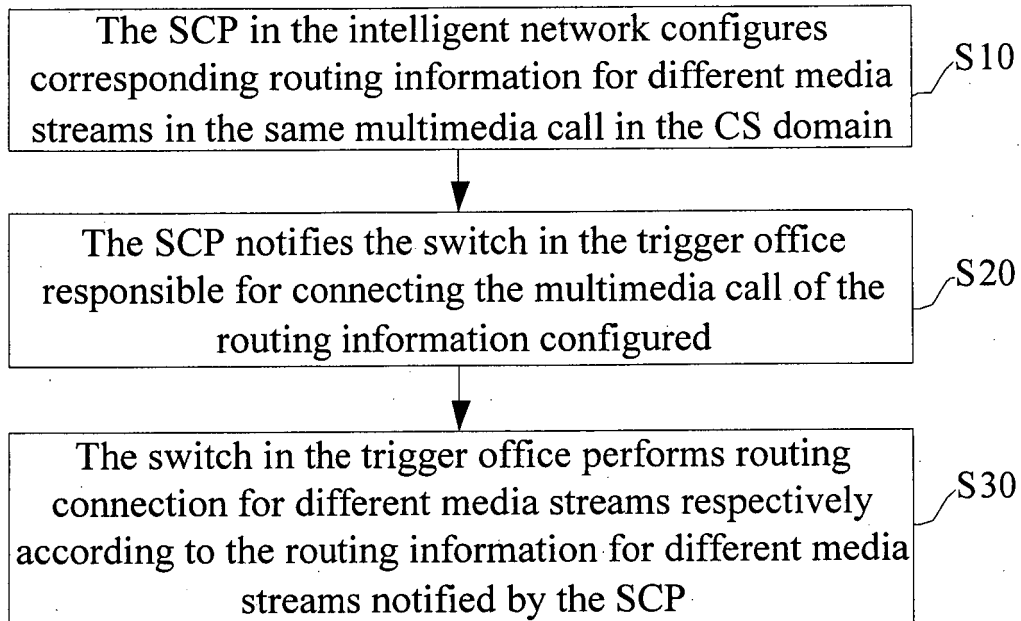 The SCP in the intelligent network configures
corresponding routing information for different media
streams in the same multimedia call in the CS domain
S10
The SCP notifies the switch in the trigger office
responsible for connecting the multimedia call of the
routing information configured
S20
The switch in the trigger office performs routing
connection for different media streams respectively
according to the routing information for different media
streams notified by the SCP
S30